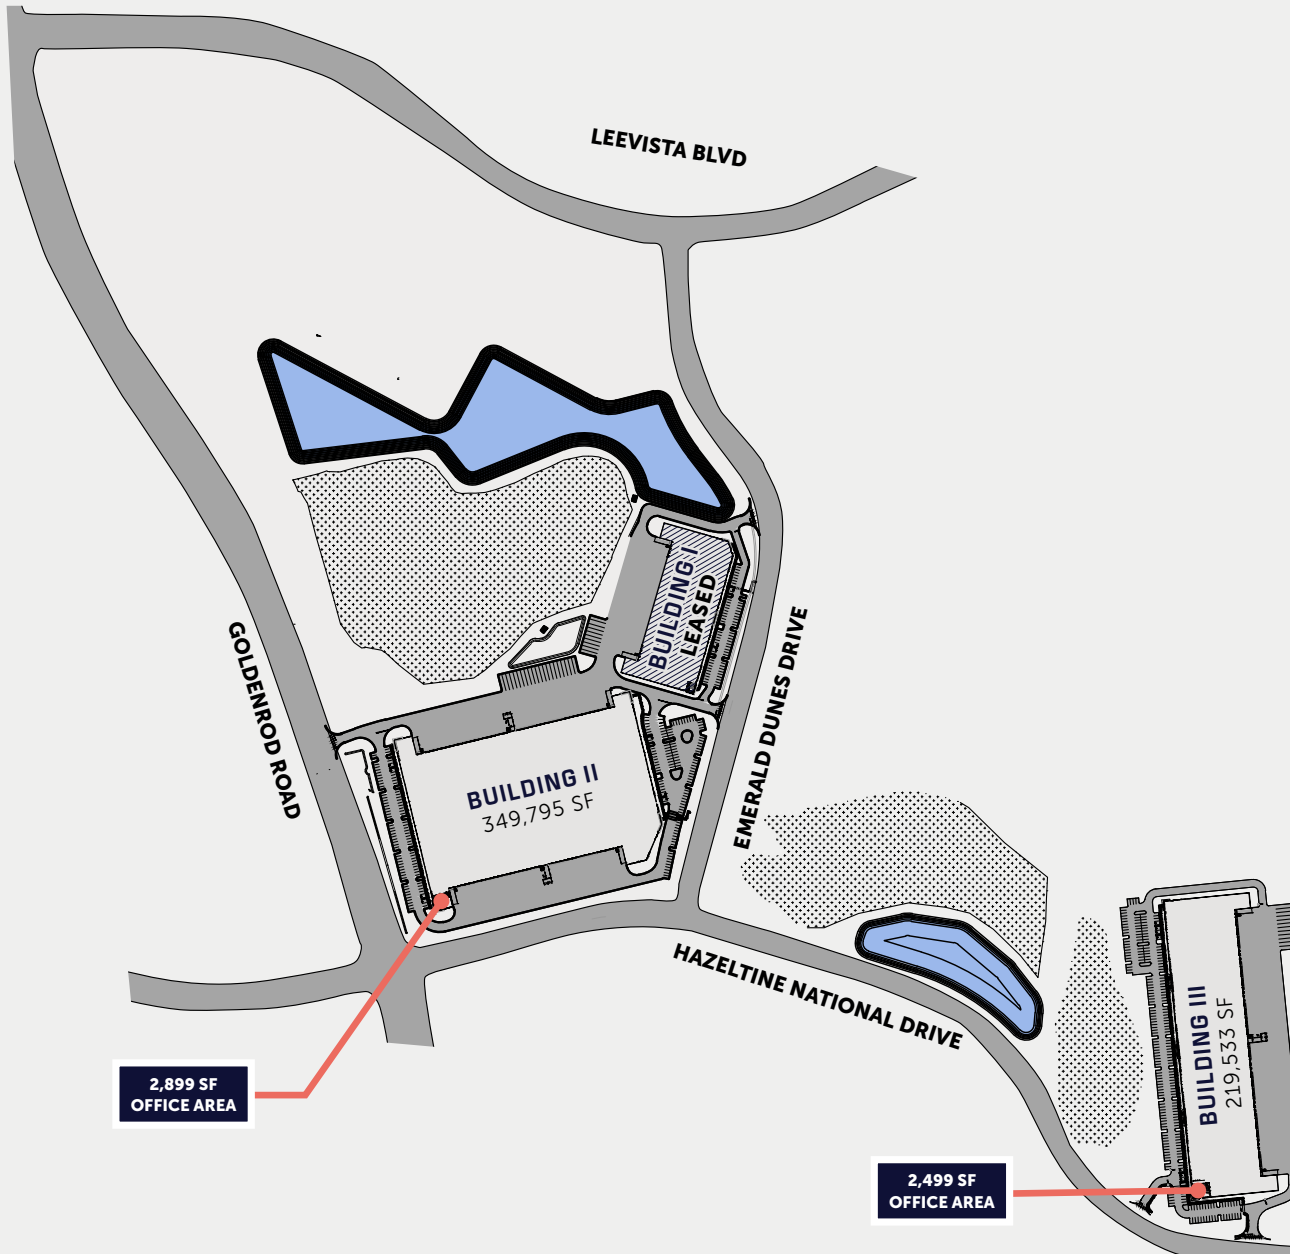 LEEVISTA BLVD
BUILDING I
LEASED
GOLDENROD ROAD
EMERALD DUNES DRIVE
BUILDING II
349,795 SF
HAZELTINE NATIONAL DRIVE
BUILDING III
219,533 SF
2,899 SF
OFFICE AREA
2,499 SF
OFFICE AREA